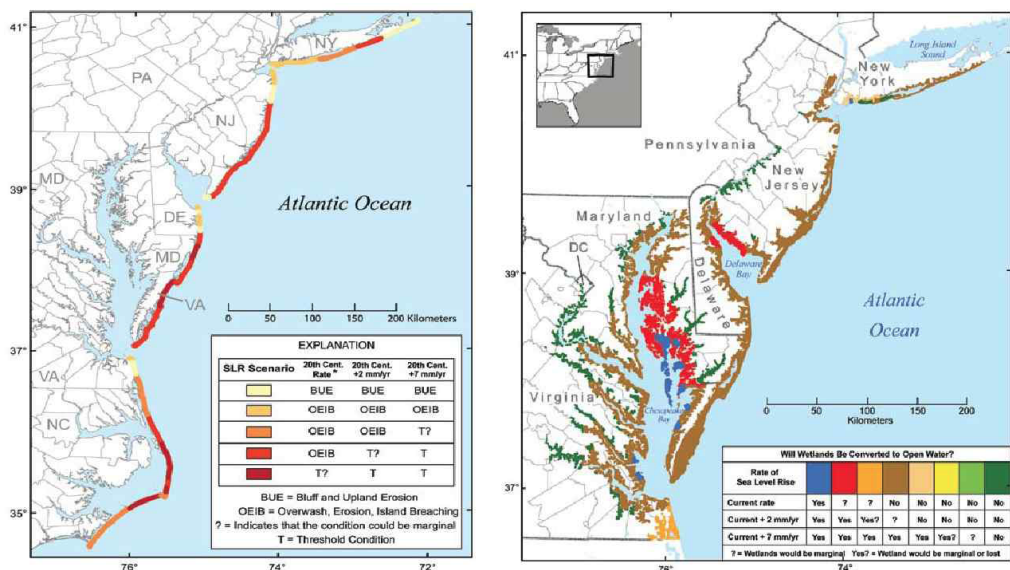 41°
39°
37°
35°
76°
74°
72°
PA
NY
NJ
MD
DE
MD
VA
VA
NC
Atlantic Ocean
0 50 100 150 200 Kilometers
EXPLANATION
SLR Scenario 20th Cent. Rate * 20th Cent. +2 mm/yr 20th Cent. +7 mm/yr
BUE BUE BUE
OEIB OEIB OEIB
OEIB OEIB T?
OEIB T? T
T? T T
BUE = Bluff and Upland Erosion
OEIB = Overwash, Erosion, Island Breaching
? = Indicates that the condition could be marginal
T = Threshold Condition
41°
39°
37°
76°
74°
Long Island
Sound
New
York
Pennsylvania
New
Jersey
Maryland
DC
Delaware
Delaware
Bay
Atlantic
Ocean
Virginia
Chesapeake
Bay
0 50 100 150 200
Kilometers
Will Wetlands Be Converted to Open Water?
Rate of
Sea Level Rise
Current rate Yes ? ? No No No No No
Current + 2 mm/yr Yes Yes Yes? ? No No No No
Current + 7 mm/yr Yes Yes Yes Yes Yes Yes? ? No
? = Wetlands would be marginal Yes? = Wetland would be marginal or lost